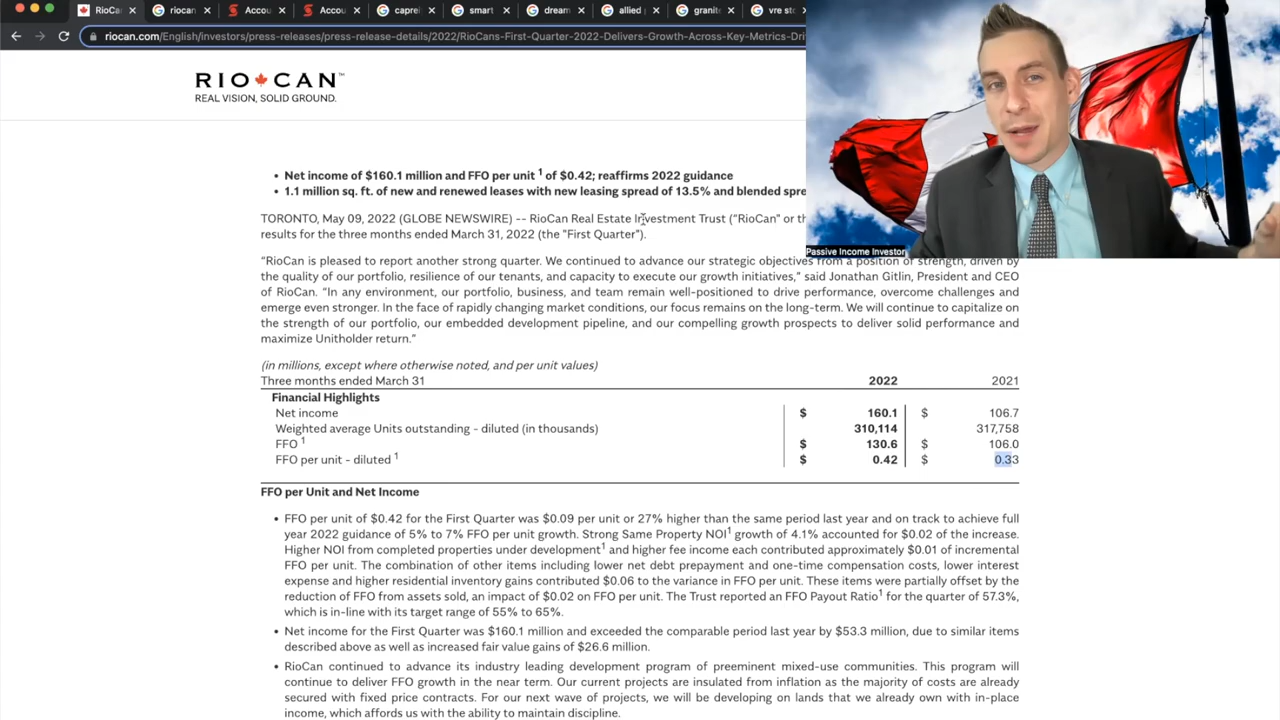 RioCa
riocan
Accou
Accou
caprei
smart
dream
allied
granite
vre sto
riocan.com/English/investors/press-releases/press-release-details/2022/RioCans-First-Quarter-2022-Delivers-Growth-Across-Key-Metrics-Dri
RIO CAN™
REAL VISION, SOLID GROUND.
Passive Income Investor
• Net income of $160.1 million and FFO per unit 1 of $0.42; reaffirms 2022 guidance
• 1.1 million sq. ft. of new and renewed leases with new leasing spread of 13.5% and blended spre
TORONTO, May 09, 2022 (GLOBE NEWSWIRE) -- RioCan Real Estate Investment Trust ("RioCan" or th
results for the three months ended March 31, 2022 (the "First Quarter").
"RioCan is pleased to report another strong quarter. We continued to advance our strategic objectives from a position of strength, driven by
the quality of our portfolio, resilience of our tenants, and capacity to execute our growth initiatives," said Jonathan Gitlin, President and CEO
of RioCan. "In any environment, our portfolio, business, and team remain well-positioned to drive performance, overcome challenges and
emerge even stronger. In the face of rapidly changing market conditions, our focus remains on the long-term. We will continue to capitalize on
the strength of our portfolio, our embedded development pipeline, and our compelling growth prospects to deliver solid performance and
maximize Unitholder return."
(in millions, except where otherwise noted, and per unit values)
Three months ended March 31 2022 2021
Financial Highlights
Net income $ 160.1 $ 106.7
Weighted average Units outstanding - diluted (in thousands) 310,114 317,758
FFO 1 $ 130.6 $ 106.0
FFO per unit - diluted 1 $ 0.42 $ 0.33
FFO per Unit and Net Income
• FFO per unit of $0.42 for the First Quarter was $0.09 per unit or 27% higher than the same period last year and on track to achieve full
year 2022 guidance of 5% to 7% FFO per unit growth. Strong Same Property NOI1 growth of 4.1% accounted for $0.02 of the increase.
Higher NOI from completed properties under development1 and higher fee income each contributed approximately $0.01 of incremental
FFO per unit. The combination of other items including lower net debt prepayment and one-time compensation costs, lower interest
expense and higher residential inventory gains contributed $0.06 to the variance in FFO per unit. These items were partially offset by the
reduction of FFO from assets sold, an impact of $0.02 on FFO per unit. The Trust reported an FFO Payout Ratio1 for the quarter of 57.3%,
which is in-line with its target range of 55% to 65%.
• Net income for the First Quarter was $160.1 million and exceeded the comparable period last year by $53.3 million, due to similar items
described above as well as increased fair value gains of $26.6 million.
• RioCan continued to advance its industry leading development program of preeminent mixed-use communities. This program will
continue to deliver FFO growth in the near term. Our current projects are insulated from inflation as the majority of costs are already
secured with fixed price contracts. For our next wave of projects, we will be developing on lands that we already own with in-place
income, which affords us with the ability to maintain discipline.